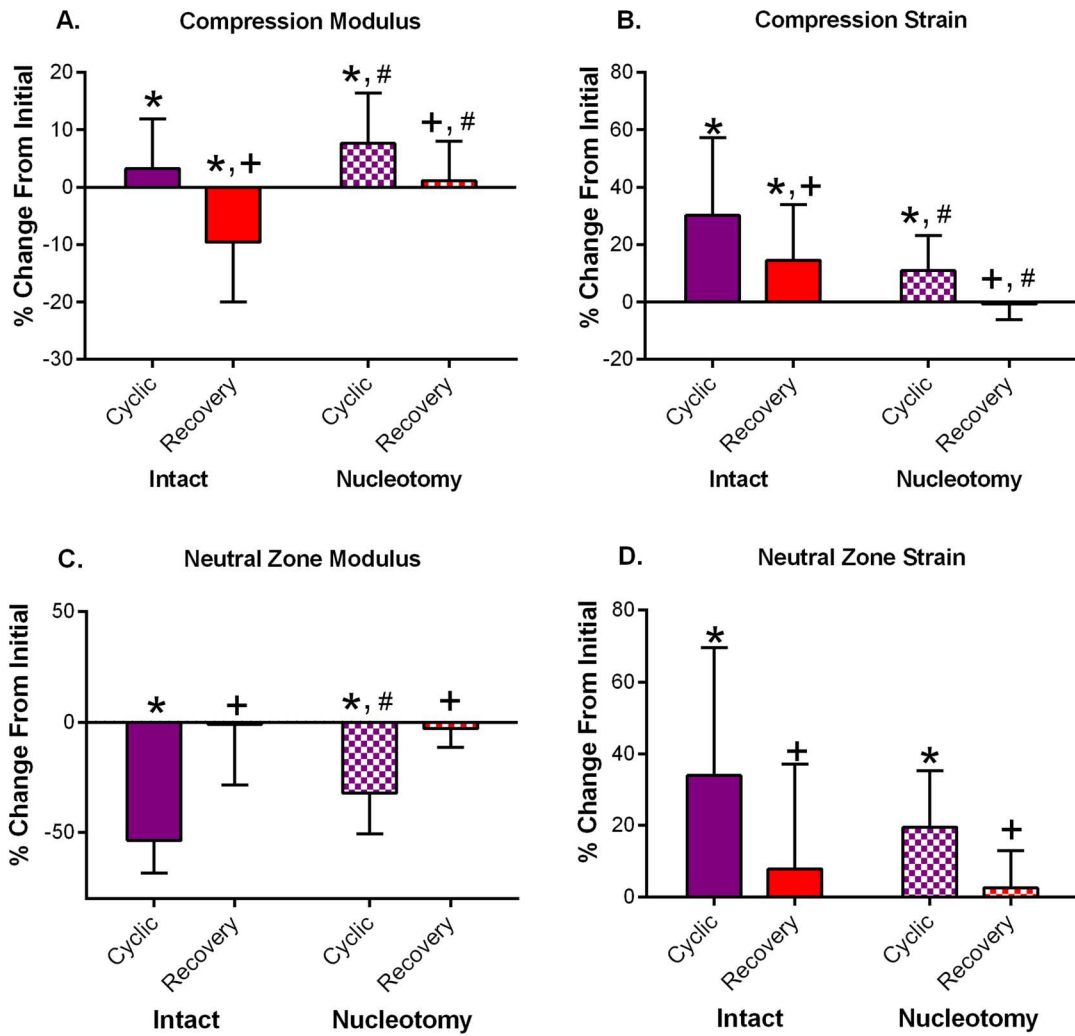 A. Compression Modulus
% Change From Initial
20
10
0
-10
-20
-30
*
*, +
*, #
+, #
Cyclic
Recovery
Cyclic
Recovery
Intact
Nucleotomy
B. Compression Strain
% Change From Initial
80
60
40
20
0
-20
*
*, +
*, #
+, #
Cyclic
Recovery
Cyclic
Recovery
Intact
Nucleotomy
C. Neutral Zone Modulus
% Change From Initial
50
0
-50
*
+
*, #
+
Cyclic
Recovery
Cyclic
Recovery
Intact
Nucleotomy
D. Neutral Zone Strain
% Change From Initial
80
60
40
20
0
*
+
*
+
Cyclic
Recovery
Cyclic
Recovery
Intact
Nucleotomy